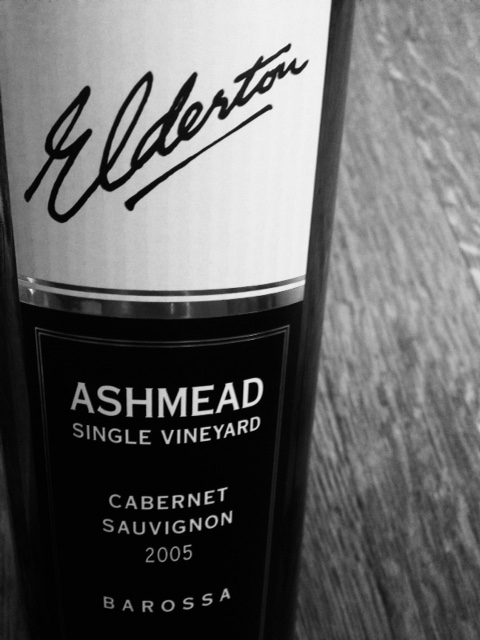 Elderton
ASHMEAD
SINGLE VINEYARD
CABERNET
SAUVIGNON
2005
BAROSSA